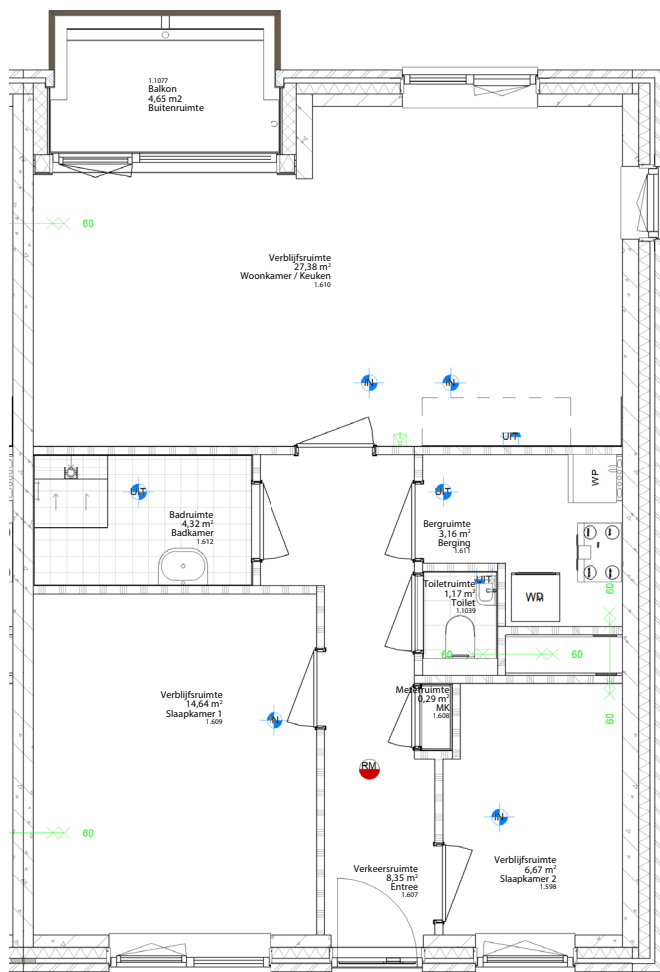 1.1077
Balkon
4,65 m2
Buitenruimte
60
Verblijfsruimte
27,38 m²
Woonkamer / Keuken
1.610
IN
IN
UIT
WP
UIT
Badruimte
4,32 m²
Badkamer
1.612
UIT
Bergruimte
3,16 m²
Berging
1.611
Toiletruimte
1,17 m²
Toilet
1.1039
UIT
60
60
60
60
Meterruimte
0,29 m²
MK
1.608
Verblijfsruimte
14,64 m²
Slaapkamer 1
1.609
IN
RM
IN
60
Verkeersruimte
8,35 m²
Entree
1.607
Verblijfsruimte
6,67 m²
Slaapkamer 2
1.598